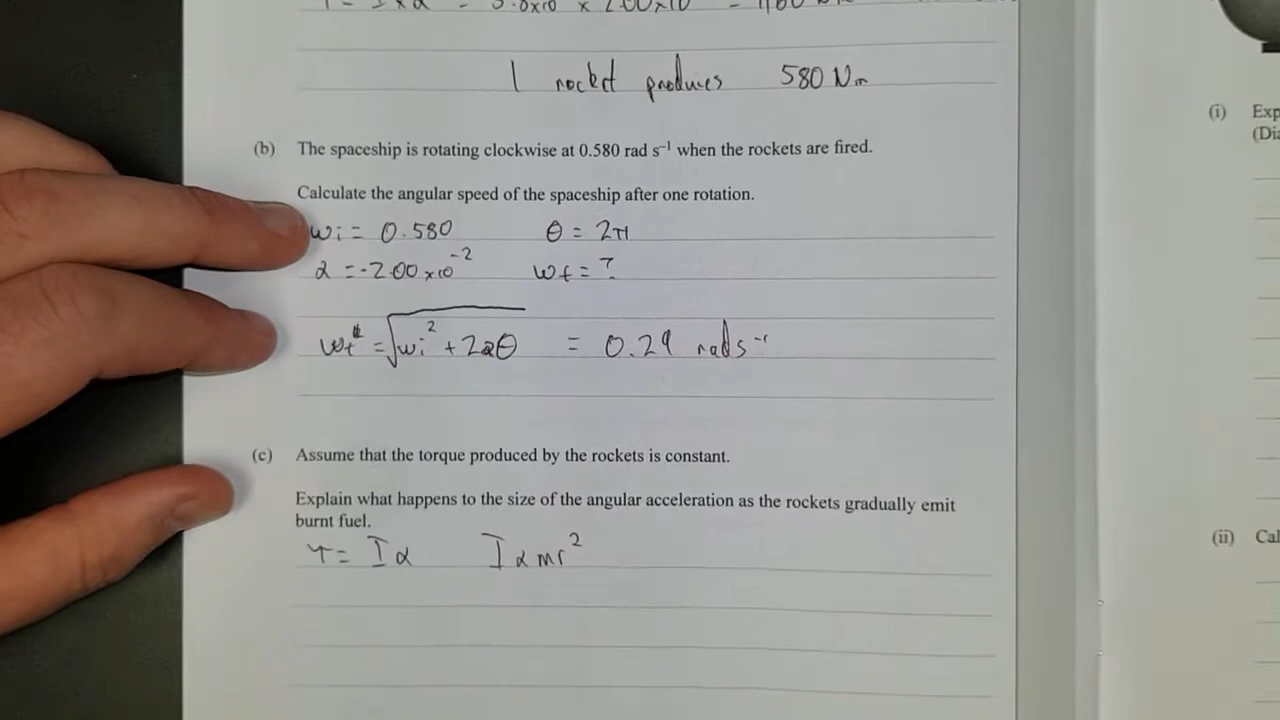 1 rocket produces 580 Nm
(b) The spaceship is rotating clockwise at 0.580 rad s⁻¹ when the rockets are fired.
Calculate the angular speed of the spaceship after one rotation.
ωi = 0.580 θ = 2π
α = -2.00×10⁻² ωf = ?
ωf = √ωi² + 2αθ = 0.29 rads⁻¹
(c) Assume that the torque produced by the rockets is constant.
Explain what happens to the size of the angular acceleration as the rockets gradually emit
burnt fuel.
τ = Iα I α mr²
(i) Exp
(Dia
(ii) Cal